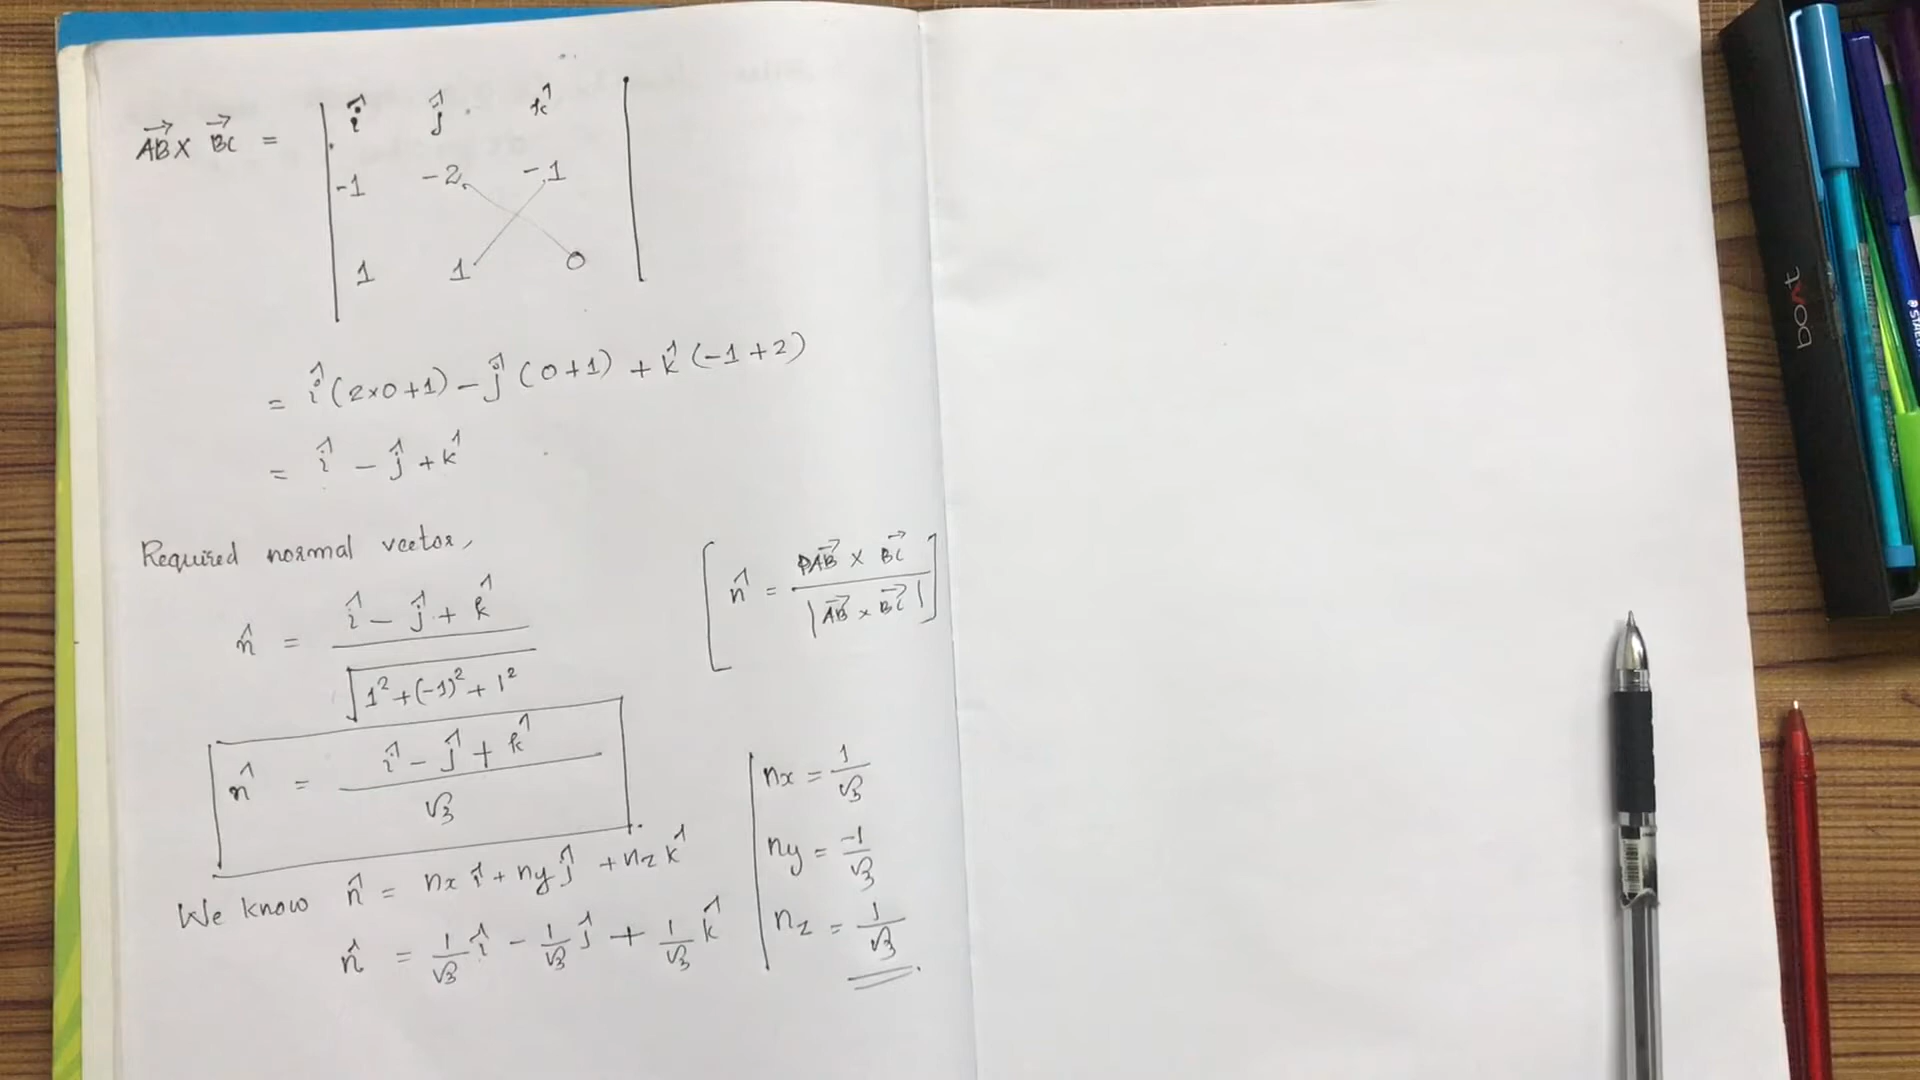 AB⃗ X BC⃗ = | î ĵ k̂ |
-1 -2 -1
1 1 0
= î (2×0+1) - ĵ (0+1) + k̂ (-1+2)
= î - ĵ + k̂
Required normal vector,
n̂ = (î - ĵ + k̂) / √(1² + (-1)² + 1²)
[ n̂ = (AB⃗ × BC⃗) / |AB⃗ × BC⃗| ]
n̂ = (î - ĵ + k̂) / √3
We know n̂ = nx î + ny ĵ + nz k̂
n̂ = 1/√3 î - 1/√3 ĵ + 1/√3 k̂
nx = 1/√3
ny = -1/√3
nz = 1/√3
boAt